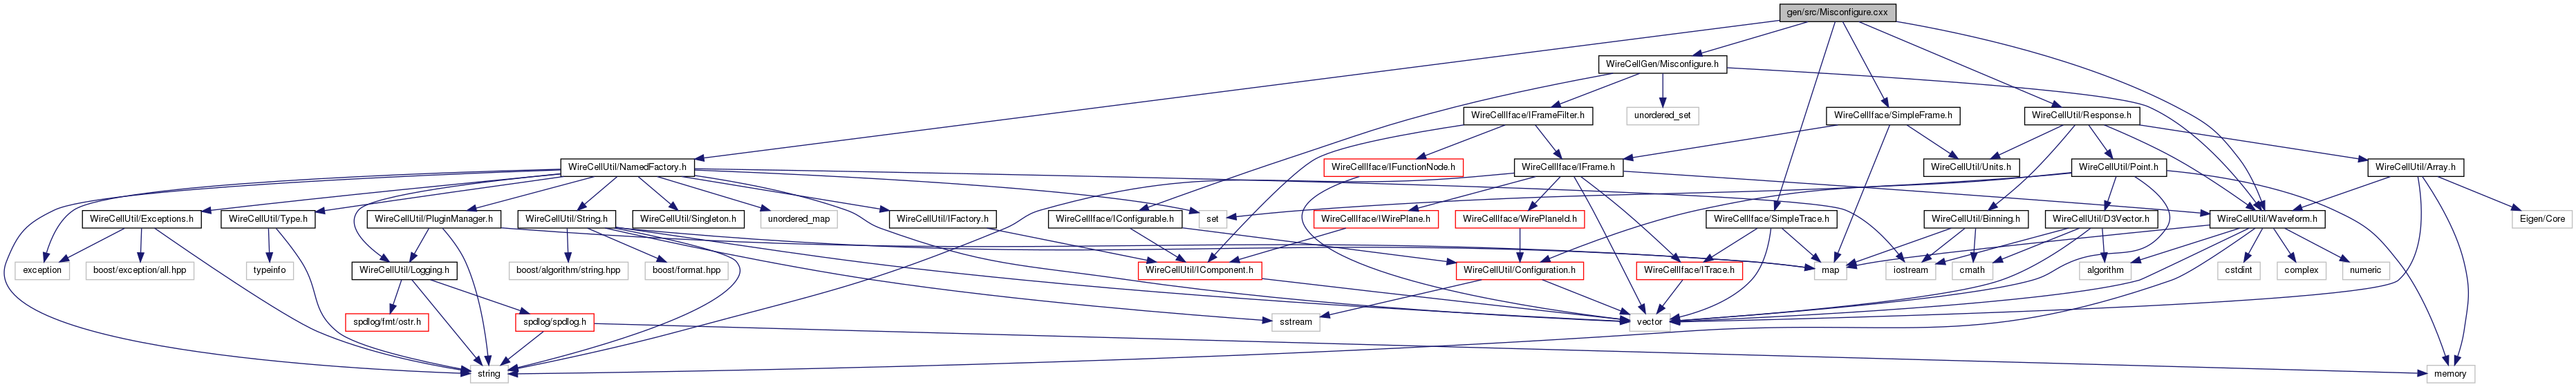 gen/src/Misconfigure.cxx
WireCellGen/Misconfigure.h
WireCellIface/IFrameFilter.h
unordered_set
WireCellIface/SimpleFrame.h
WireCellUtil/Response.h
WireCellUtil/NamedFactory.h
WireCellIface/IFunctionNode.h
WireCellIface/IFrame.h
WireCellUtil/Units.h
WireCellUtil/Point.h
WireCellUtil/Array.h
WireCellUtil/Exceptions.h
WireCellUtil/Type.h
WireCellUtil/PluginManager.h
WireCellUtil/String.h
WireCellUtil/Singleton.h
unordered_map
WireCellUtil/IFactory.h
set
WireCellIface/IConfigurable.h
WireCellIface/IWirePlane.h
WireCellIface/WirePlaneId.h
WireCellIface/SimpleTrace.h
WireCellUtil/Binning.h
WireCellUtil/D3Vector.h
WireCellUtil/Waveform.h
Eigen/Core
exception
boost/exception/all.hpp
typeinfo
WireCellUtil/Logging.h
boost/algorithm/string.hpp
boost/format.hpp
WireCellUtil/IComponent.h
WireCellUtil/Configuration.h
WireCellIface/ITrace.h
map
iostream
cmath
algorithm
cstdint
complex
numeric
spdlog/fmt/ostr.h
spdlog/spdlog.h
sstream
vector
string
memory